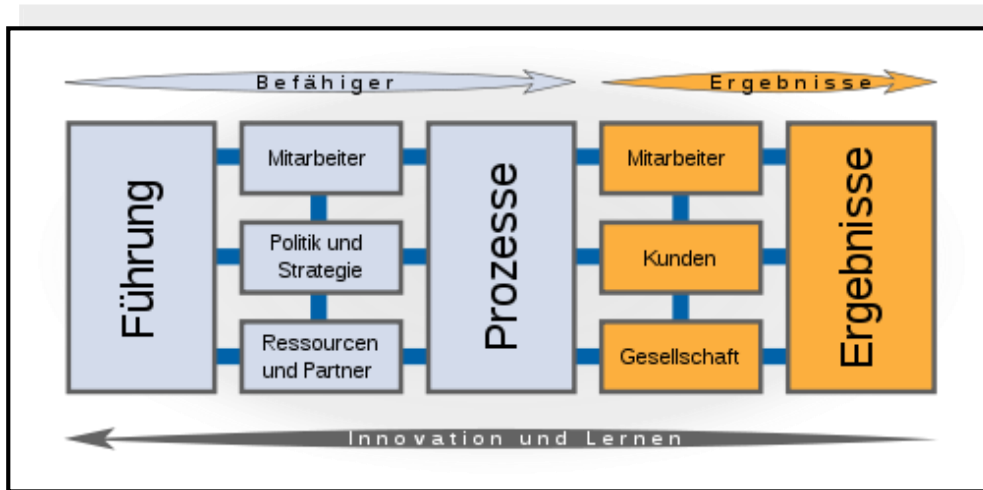 Befähiger
Ergebnisse
Führung
Mitarbeiter
Politik und
Strategie
Ressourcen
und Partner
Prozesse
Mitarbeiter
Kunden
Gesellschaft
Ergebnisse
Innovation und Lernen